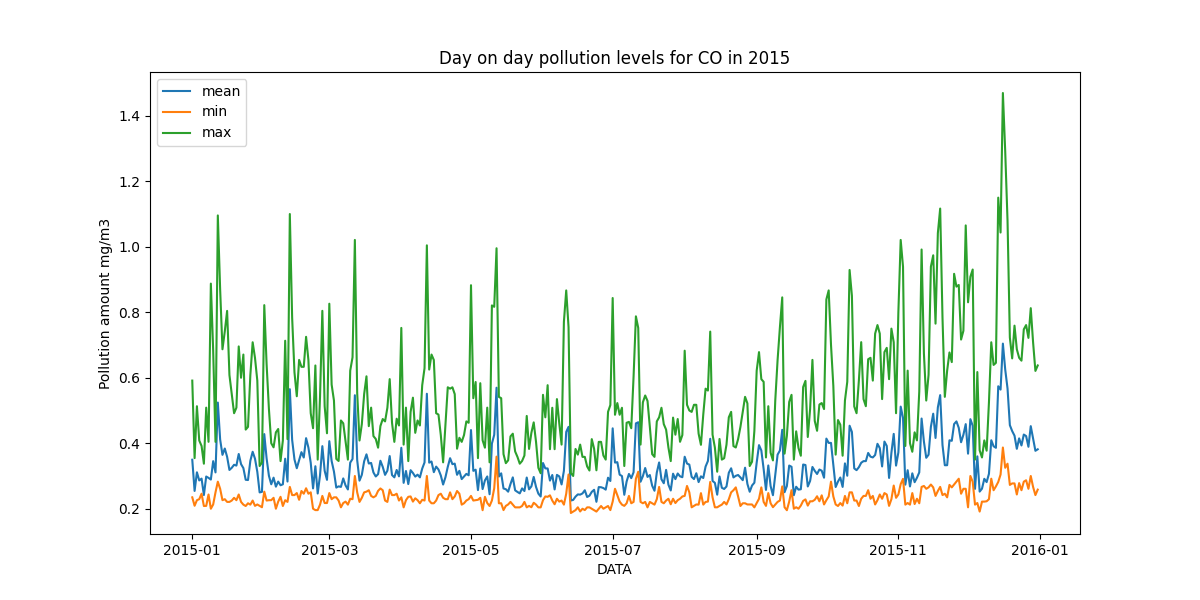 Day on day pollution levels for CO in 2015
mean
min
max
Pollution amount mg/m3
1.4
1.2
1.0
0.8
0.6
0.4
0.2
2015-01 2015-03 2015-05 2015-07 2015-09 2015-11 2016-01
DATA